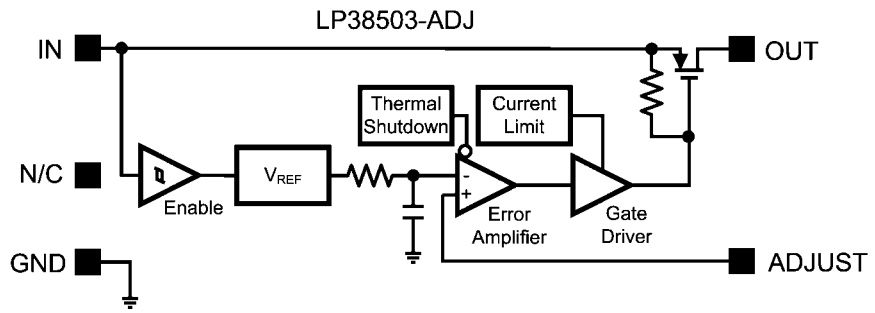 LP38503-ADJ
IN
OUT
Thermal
Shutdown
Current
Limit
N/C
VREF
-
+
Enable
Error
Amplifier
Gate
Driver
GND
ADJUST